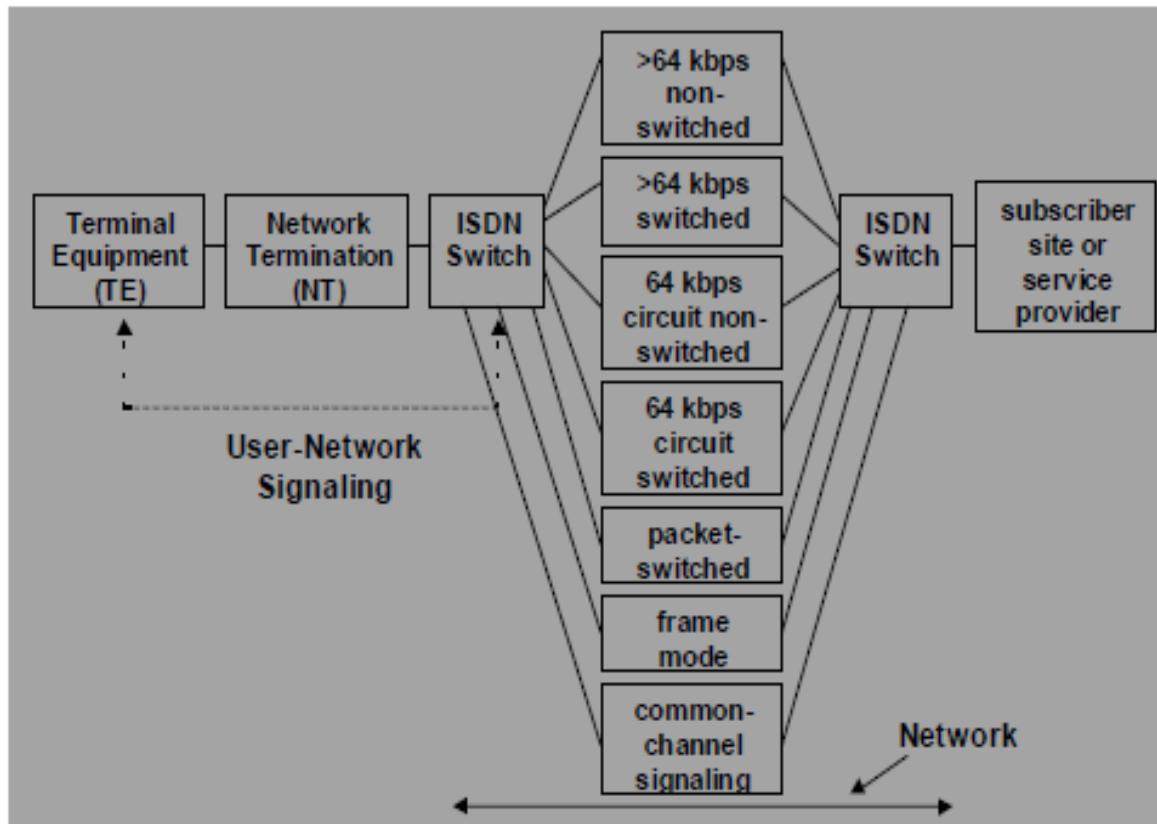 Terminal
Equipment
(TE)
Network
Termination
(NT)
ISDN
Switch
>64 kbps
non-
switched
>64 kbps
switched
64 kbps
circuit non-
switched
64 kbps
circuit
switched
packet-
switched
frame
mode
common-
channel
signaling
ISDN
Switch
subscriber
site or
service
provider
User-Network
Signaling
Network